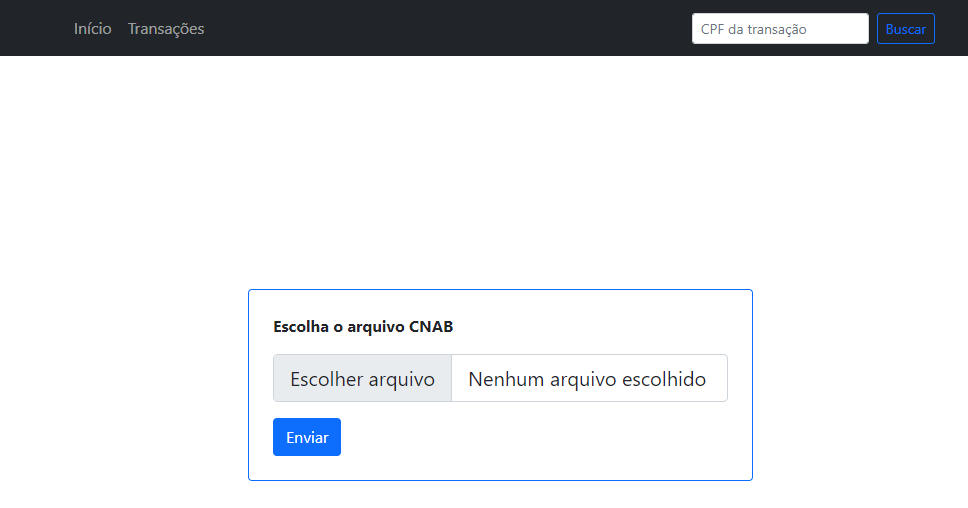 Início Transações CPF da transação Buscar
Escolha o arquivo CNAB
Escolher arquivo Nenhum arquivo escolhido
Enviar